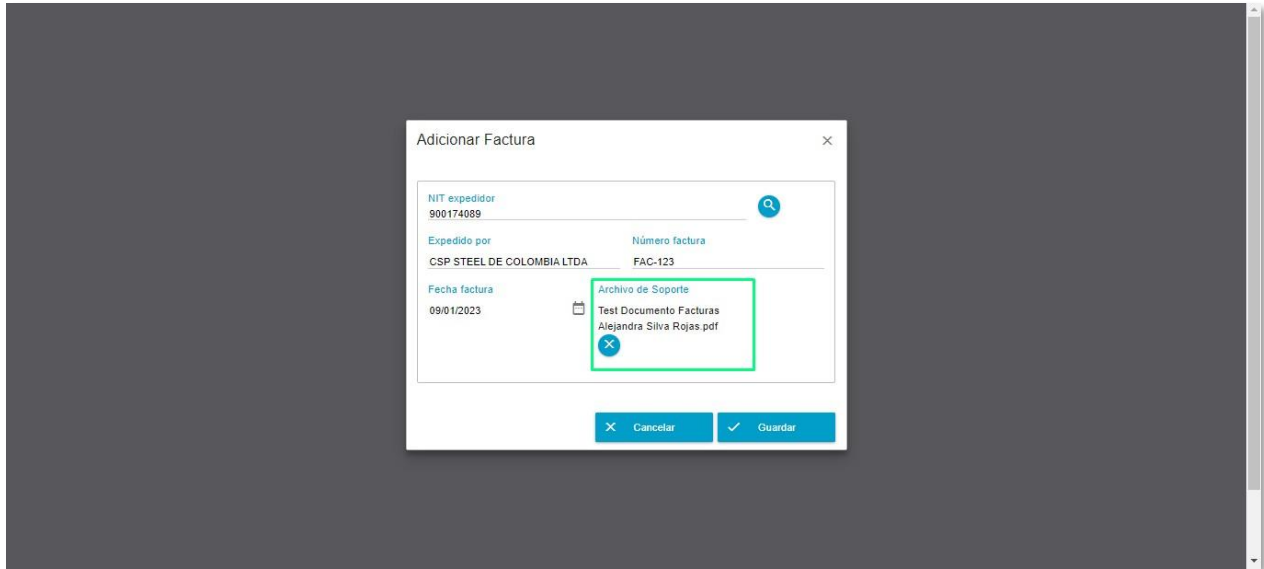 Adicionar Factura
NIT expedidor
900174089
Expedido por
Número factura
CSP STEEL DE COLOMBIA LTDA
FAC-123
Fecha factura
Archivo de Soporte
09/01/2023
Test Documento Facturas
Alejandra Silva Rojas.pdf
Cancelar
Guardar